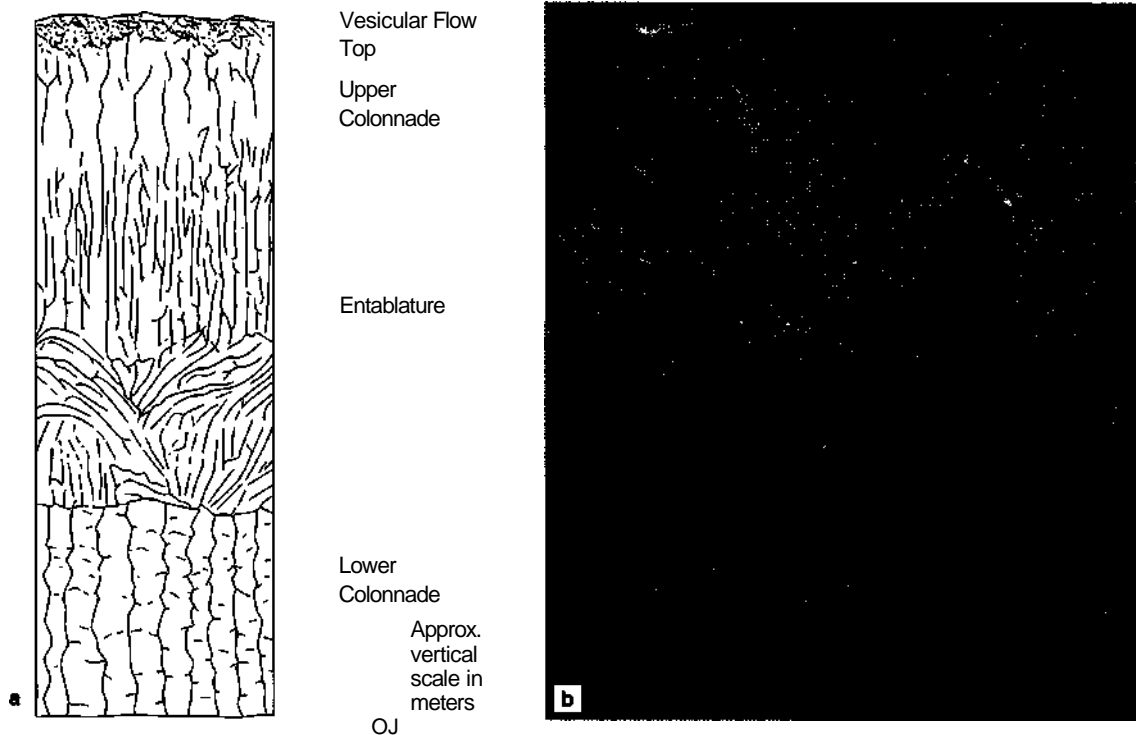 Vesicular Flow
Top
Upper
Colonnade
Entablature
Lower
Colonnade
Approx.
vertical
scale in
meters
OJ
a
b